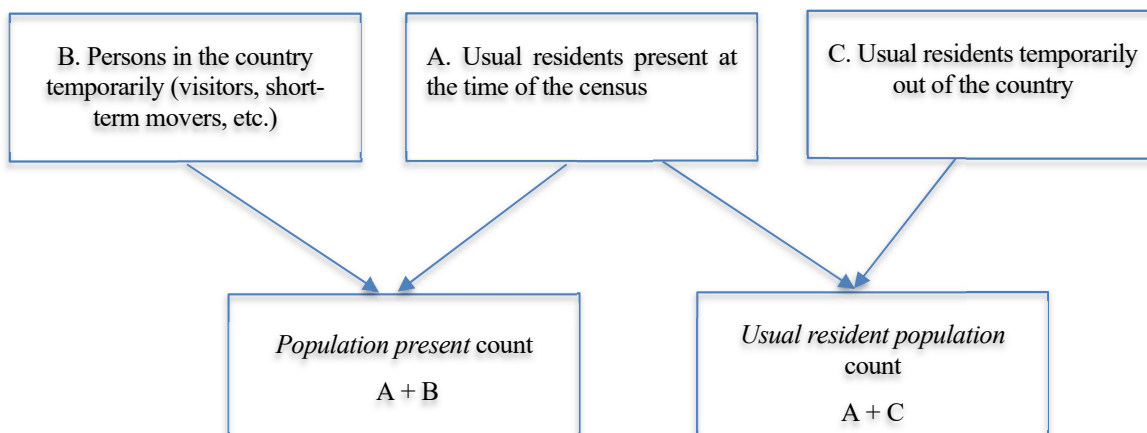 B. Persons in the country
temporarily (visitors, short-
term movers, etc.)
A. Usual residents present at
the time of the census
C. Usual residents temporarily
out of the country
Population present count
A + B
Usual resident population
count
A + C